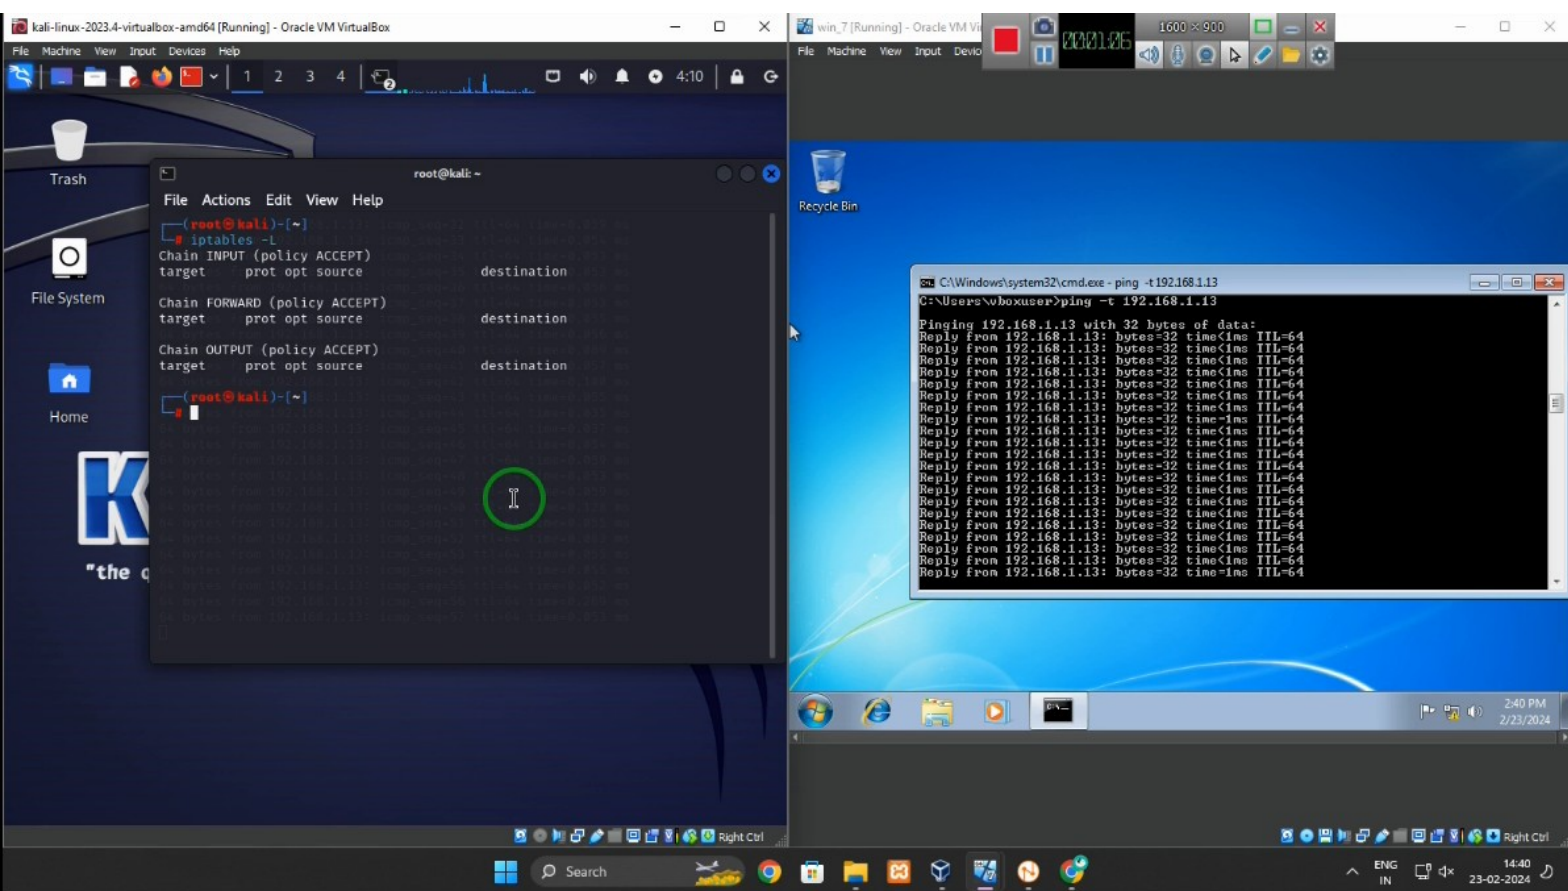 kali-linux-2023.4-virtualbox-amd64 [Running] - Oracle VM VirtualBox
File Machine View Input Devices Help
1 2 3 4 2 4:10
Trash
File System
Home
"the q
root@kali: ~
File Actions Edit View Help
(root㉿kali)-[~]
# iptables -L
Chain INPUT (policy ACCEPT)
target prot opt source destination
Chain FORWARD (policy ACCEPT)
target prot opt source destination
Chain OUTPUT (policy ACCEPT)
target prot opt source destination
(root㉿kali)-[~]
#
Right Ctrl
win_7 [Running] - Oracle VM Vi
File Machine View Input Devic
0001:06
1600 × 900
Recycle Bin
C:\Windows\system32\cmd.exe - ping -t 192.168.1.13
C:\Users\vboxuser>ping -t 192.168.1.13
Pinging 192.168.1.13 with 32 bytes of data:
Reply from 192.168.1.13: bytes=32 time<1ms TTL=64
Reply from 192.168.1.13: bytes=32 time<1ms TTL=64
Reply from 192.168.1.13: bytes=32 time<1ms TTL=64
Reply from 192.168.1.13: bytes=32 time<1ms TTL=64
Reply from 192.168.1.13: bytes=32 time<1ms TTL=64
Reply from 192.168.1.13: bytes=32 time<1ms TTL=64
Reply from 192.168.1.13: bytes=32 time<1ms TTL=64
Reply from 192.168.1.13: bytes=32 time=1ms TTL=64
Reply from 192.168.1.13: bytes=32 time<1ms TTL=64
Reply from 192.168.1.13: bytes=32 time<1ms TTL=64
Reply from 192.168.1.13: bytes=32 time<1ms TTL=64
Reply from 192.168.1.13: bytes=32 time<1ms TTL=64
Reply from 192.168.1.13: bytes=32 time<1ms TTL=64
Reply from 192.168.1.13: bytes=32 time<1ms TTL=64
Reply from 192.168.1.13: bytes=32 time<1ms TTL=64
Reply from 192.168.1.13: bytes=32 time<1ms TTL=64
Reply from 192.168.1.13: bytes=32 time<1ms TTL=64
Reply from 192.168.1.13: bytes=32 time<1ms TTL=64
Reply from 192.168.1.13: bytes=32 time<1ms TTL=64
Reply from 192.168.1.13: bytes=32 time<1ms TTL=64
Reply from 192.168.1.13: bytes=32 time=1ms TTL=64
2:40 PM
2/23/2024
Right Ctrl
Search
ENG
IN
14:40
23-02-2024